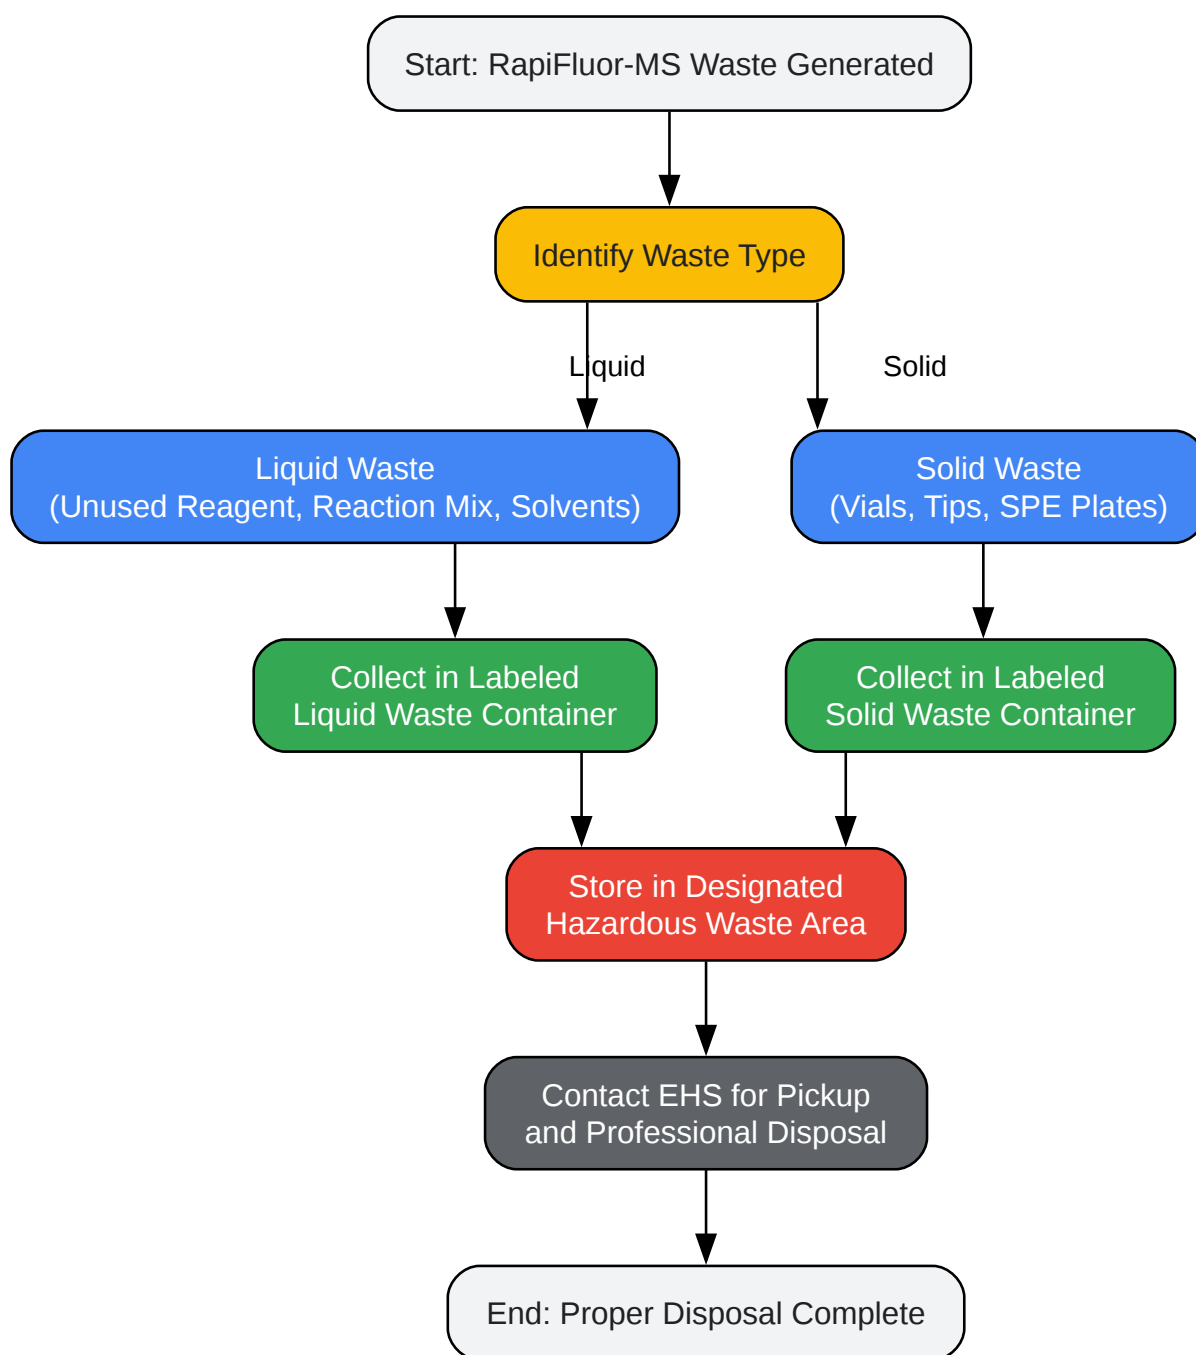 Start: RapiFluor-MS Waste Generated
Identify Waste Type
Liquid
Solid
Liquid Waste
(Unused Reagent, Reaction Mix, Solvents)
Solid Waste
(Vials, Tips, SPE Plates)
Collect in Labeled
Liquid Waste Container
Collect in Labeled
Solid Waste Container
Store in Designated
Hazardous Waste Area
Contact EHS for Pickup
and Professional Disposal
End: Proper Disposal Complete